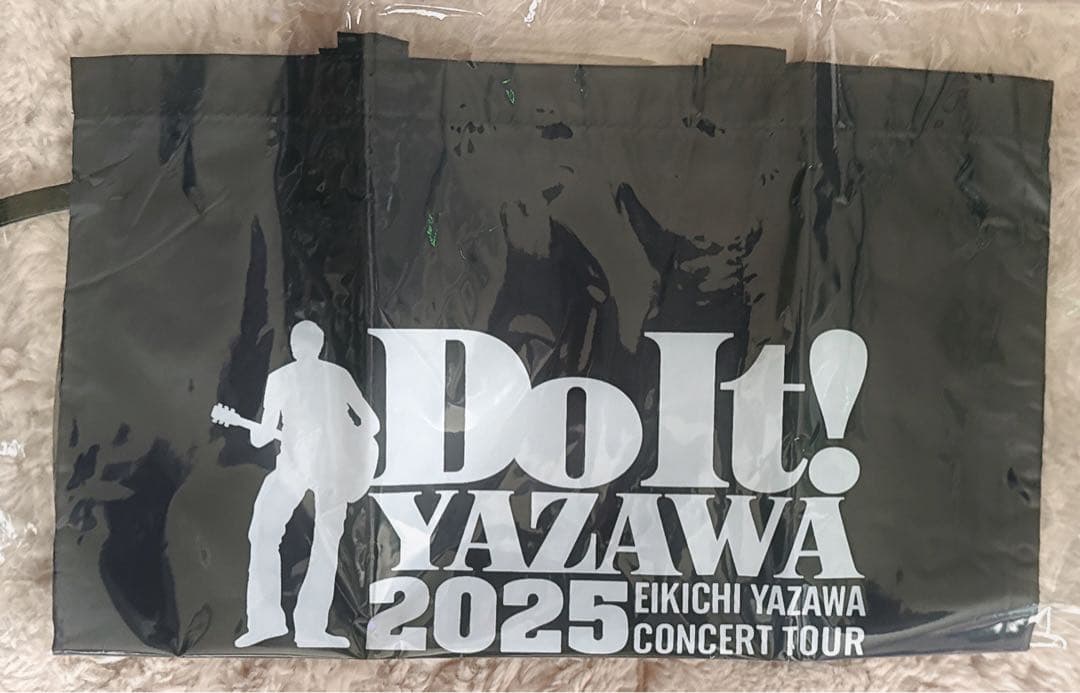 Do It!
YAZAWA
2025 EIKICHI YAZAWA
CONCERT TOUR